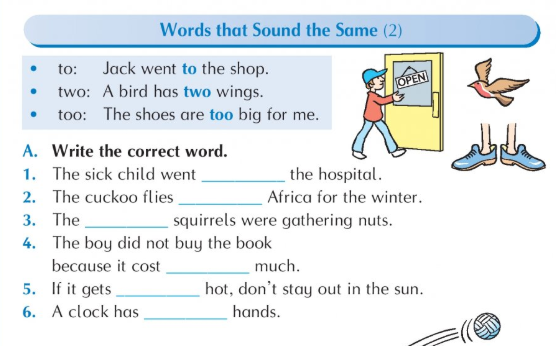 Words that Sound the Same (2)
• to: Jack went to the shop.
• two: A bird has two wings.
• too: The shoes are too big for me.
OPEN
A. Write the correct word.
1. The sick child went __________ the hospital.
2. The cuckoo flies __________ Africa for the winter.
3. The __________ squirrels were gathering nuts.
4. The boy did not buy the book
because it cost __________ much.
5. If it gets __________ hot, don't stay out in the sun.
6. A clock has __________ hands.